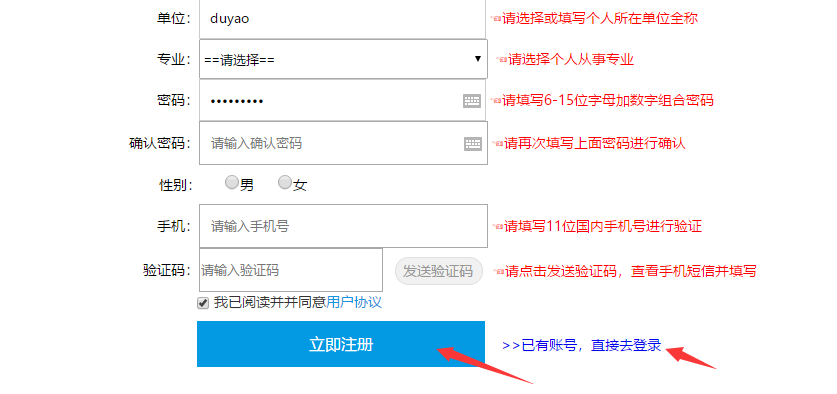 单位： duyao 请选择或填写个人所在单位全称
专业： ==请选择== 请选择个人从事专业
密码： ••••••••• 请填写6-15位字母加数字组合密码
确认密码： 请输入确认密码 请再次填写上面密码进行确认
性别： 男 女
手机： 请输入手机号 请填写11位国内手机号进行验证
验证码： 请输入验证码 发送验证码 请点击发送验证码，查看手机短信并填写
我已阅读并并同意用户协议
立即注册 >>已有账号，直接去登录